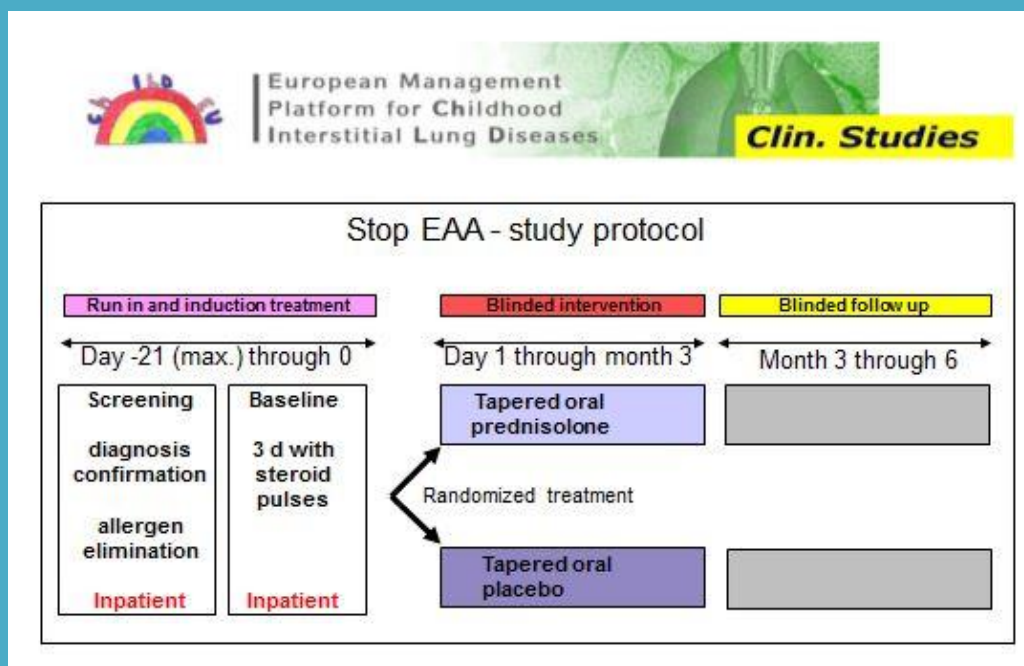 ch ILD EU
European Management
Platform for Childhood
Interstitial Lung Diseases
Clin. Studies
Stop EAA - study protocol
Run in and induction treatment
Blinded intervention
Blinded follow up
Day -21 (max.) through 0
Day 1 through month 3
Month 3 through 6
Screening
diagnosis
confirmation
allergen
elimination
Inpatient
Baseline
3 d with
steroid
pulses
Inpatient
Tapered oral
prednisolone
Randomized treatment
Tapered oral
placebo